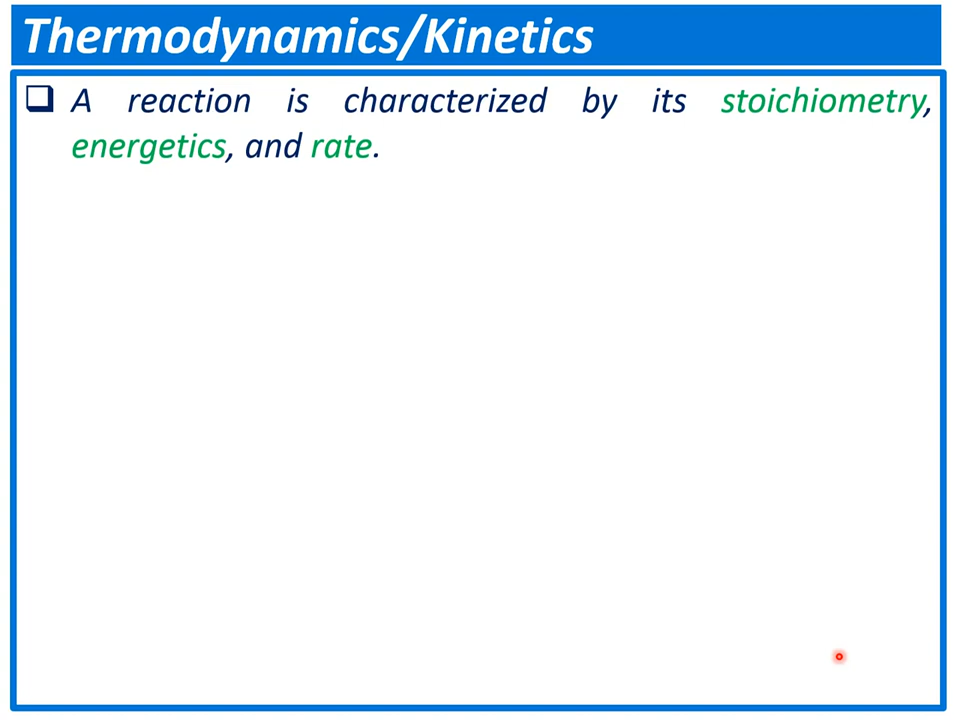 Thermodynamics/Kinetics
A reaction is characterized by its stoichiometry,
energetics, and rate.